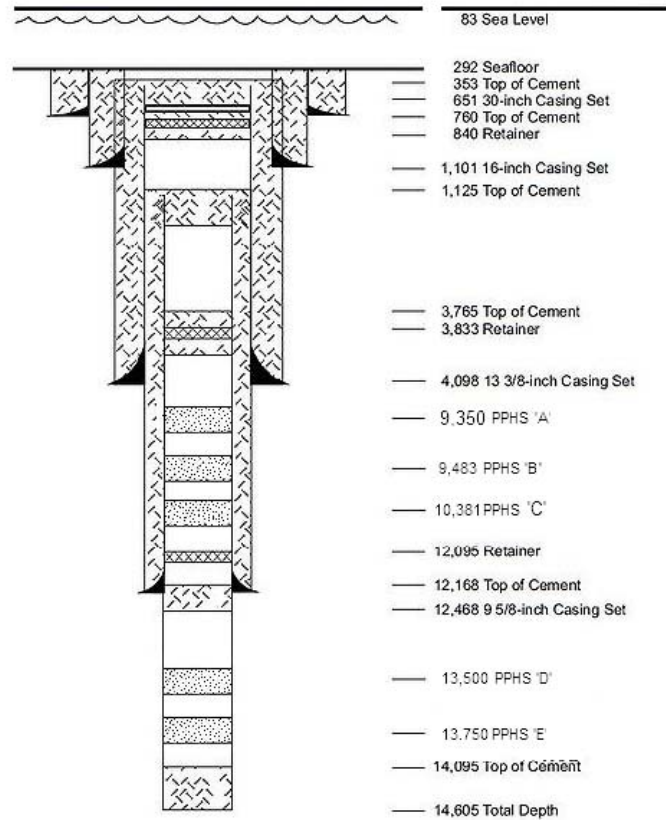 83 Sea Level
292 Seafloor
353 Top of Cement
651 30-inch Casing Set
760 Top of Cement
840 Retainer
1,101 16-inch Casing Set
1,125 Top of Cement
3,765 Top of Cement
3,833 Retainer
4,098 13 3/8-inch Casing Set
9,350 PPHS 'A'
9,483 PPHS 'B'
10,381 PPHS 'C'
12,095 Retainer
12,168 Top of Cement
12,468 9 5/8-inch Casing Set
13,500 PPHS 'D'
13.750 PPHS 'E'
14,095 Top of Cement
14,605 Total Depth